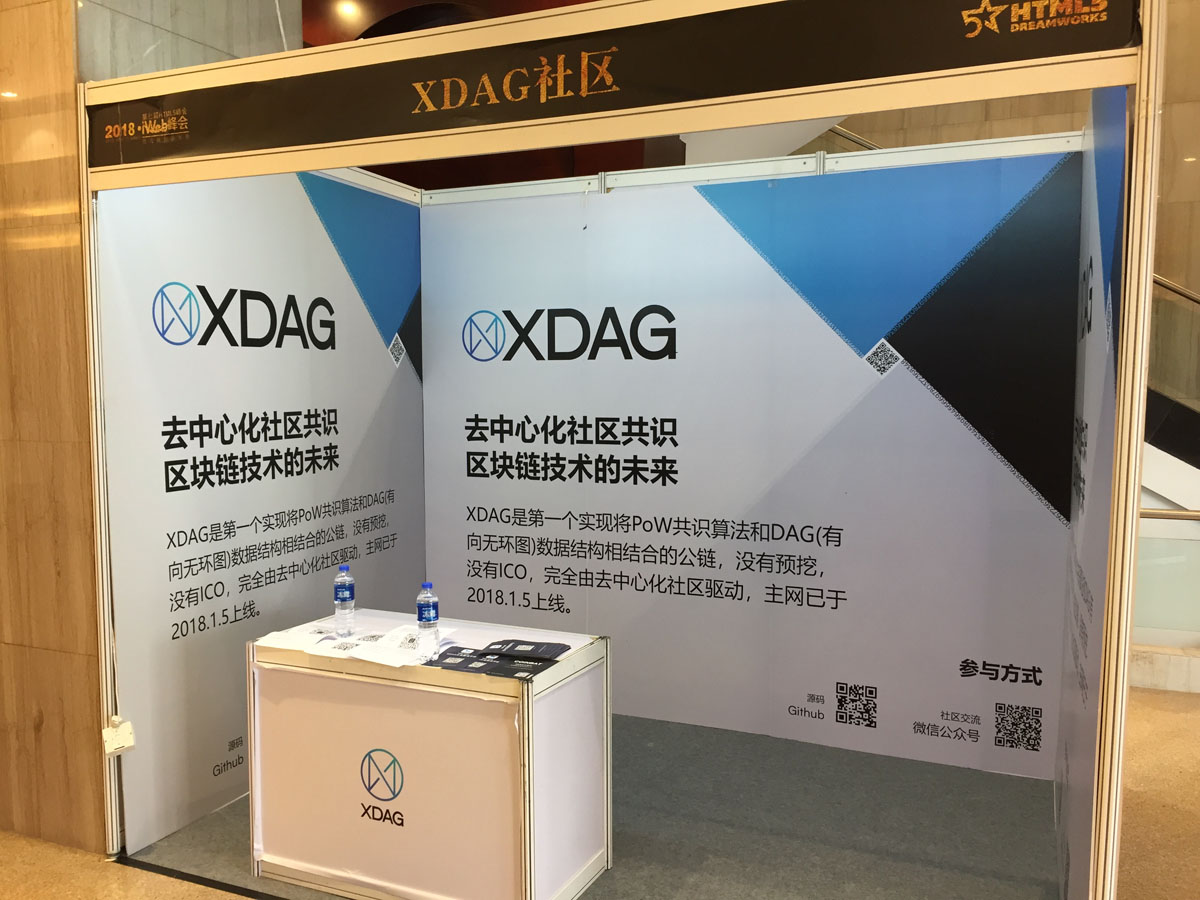 HTML5
DREAMWORKS
XDAG社区
2018·iWeb峰会
XDAG
去中心化社区共识
区块链技术的未来
XDAG是第一个实现将PoW共识算法和DAG(有
向无环图)数据结构相结合的公链，没有预挖，
没有ICO，完全由去中心化社区驱动，主网已于
2018.1.5上线。
源码
Github
XDAG
去中心化社区共识
区块链技术的未来
XDAG是第一个实现将PoW共识算法和DAG(有
向无环图)数据结构相结合的公链，没有预挖，
没有ICO，完全由去中心化社区驱动，主网已于
2018.1.5上线。
参与方式
源码
Github
社区交流
微信公众号
XDAG